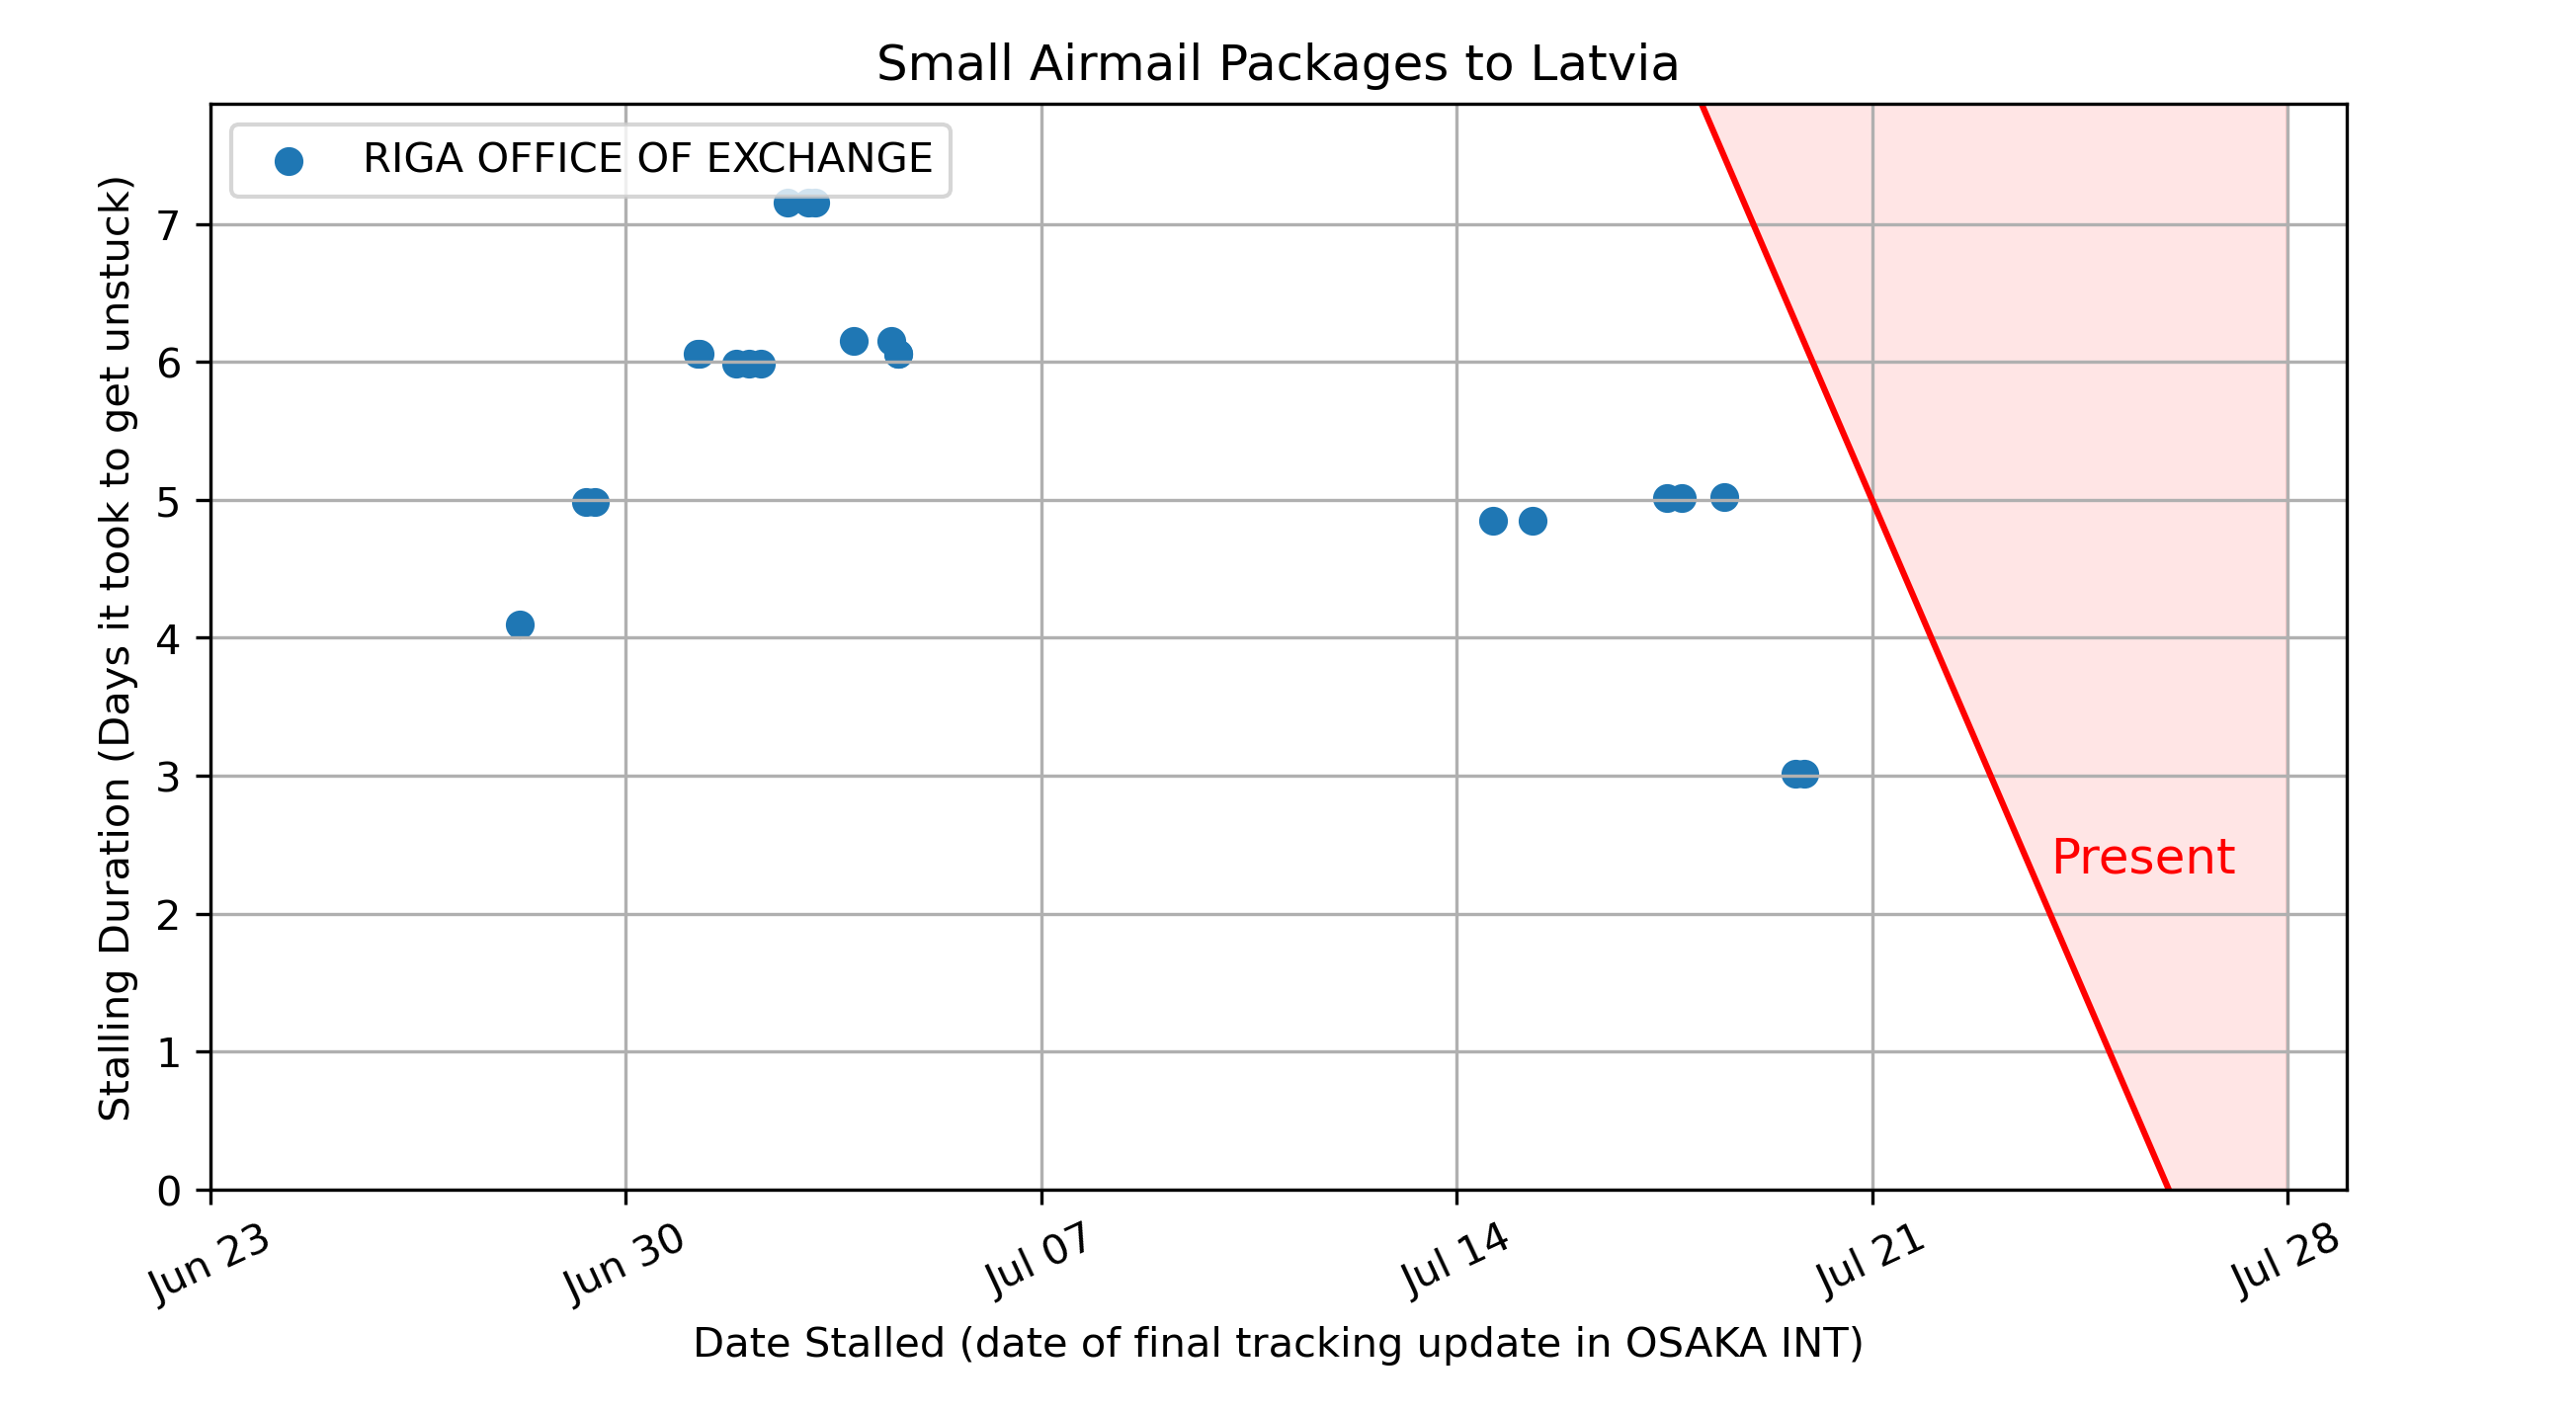 Small Airmail Packages to Latvia
RIGA OFFICE OF EXCHANGE
Stalling Duration (Days it took to get unstuck)
7
6
5
4
3
2
1
0
Present
Jun 23
Jun 30
Jul 07
Jul 14
Jul 21
Jul 28
Date Stalled (date of final tracking update in OSAKA INT)